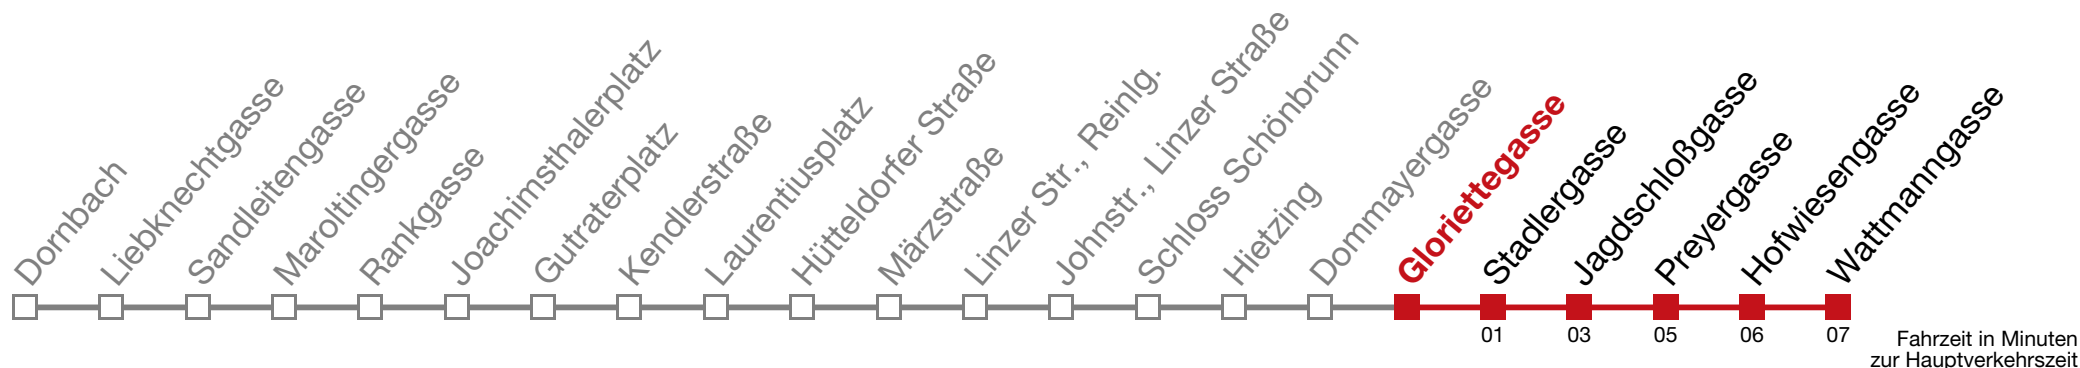 Dornbach
Liebknechtgasse
Sandleitengasse
Maroltingergasse
Rankgasse
Joachimsthalerplatz
Gutraterplatz
Kendlerstraße
Laurentiusplatz
Hütteldorfer Straße
Märzstraße
Linzer Str., Reinlg.
Johnstr., Linzer Straße
Schloss Schönbrunn
Hietzing
Dommayergasse
Gloriettegasse
Stadlergasse
Jagdschloßgasse
Preyergasse
Hofwiesengasse
Wattmanngasse
01 03 05 06 07
Fahrzeit in Minuten
zur Hauptverkehrszeit